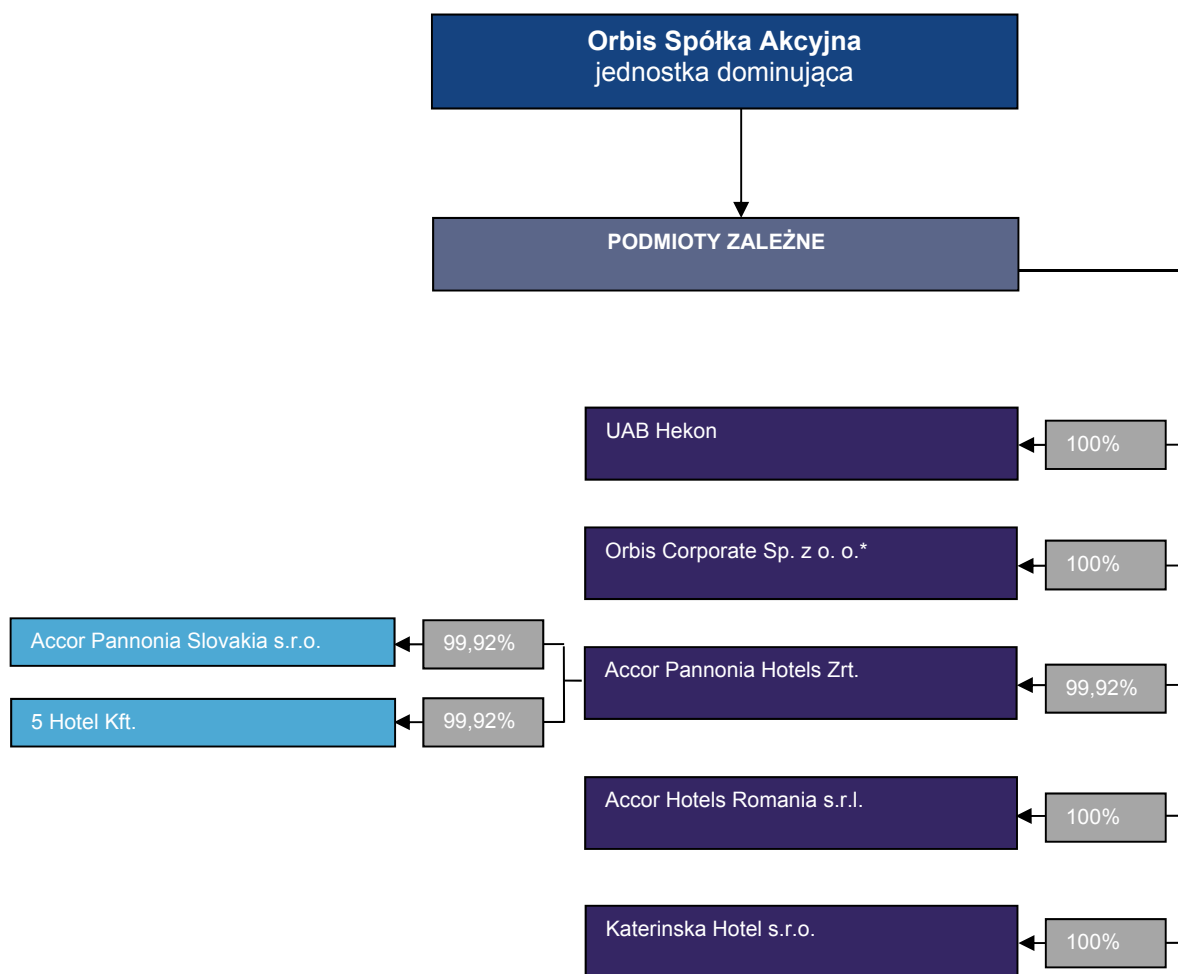 Orbis Spółka Akcyjna
jednostka dominująca
PODMIOTY ZALEŻNE
UAB Hekon
100%
Orbis Corporate Sp. z o. o.*
100%
Accor Pannonia Slovakia s.r.o.
99,92%
Accor Pannonia Hotels Zrt.
99,92%
5 Hotel Kft.
99,92%
Accor Hotels Romania s.r.l.
100%
Katerinska Hotel s.r.o.
100%